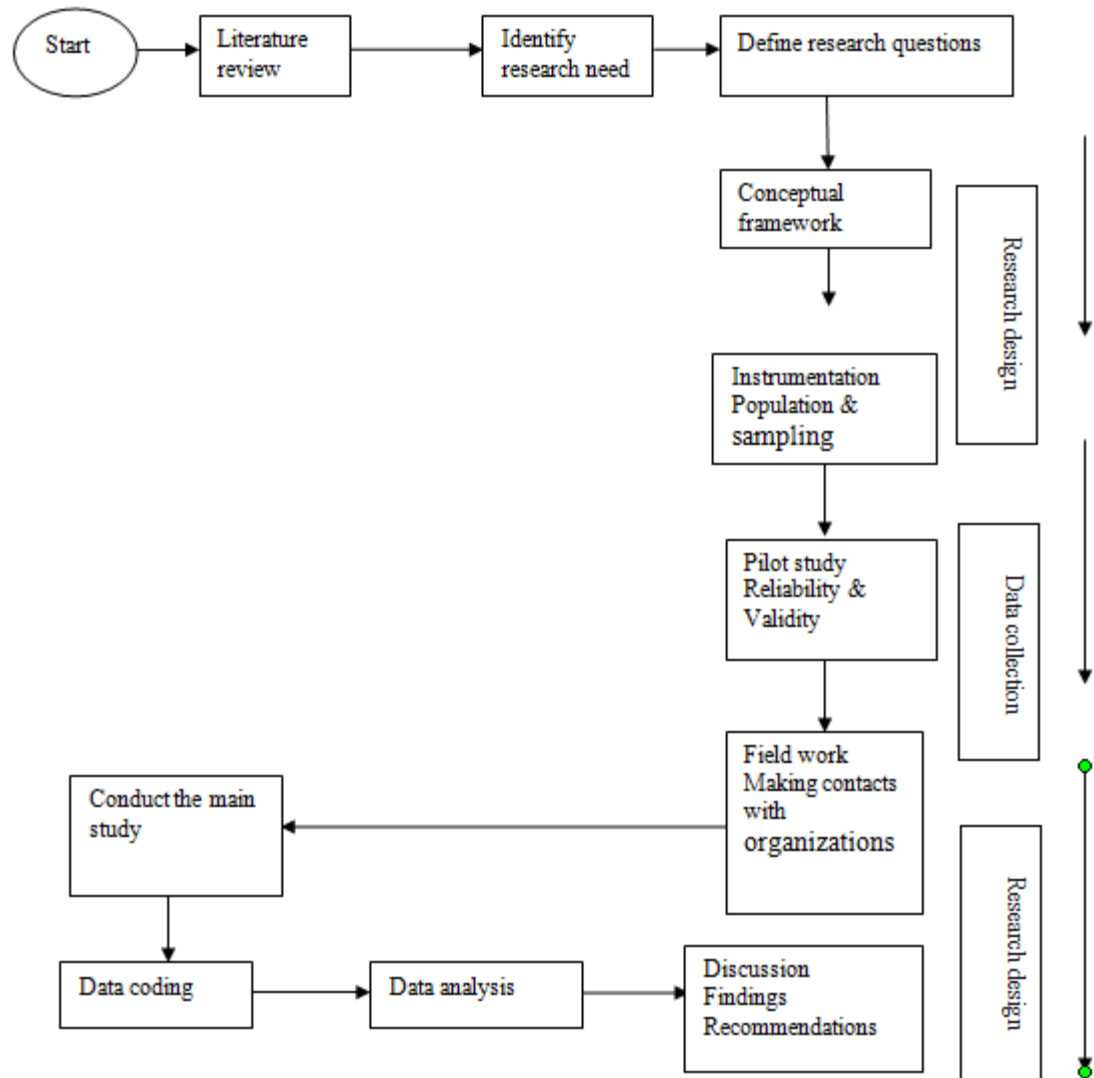 Start
Literature
review
Identify
research need
Define research questions
Conceptual
framework
Research design
Instrumentation
Population &
sampling
Pilot study
Reliability &
Validity
Data collection
Field work
Making contacts
with
organizations
Conduct the main
study
Research design
Data coding
Data analysis
Discussion
Findings
Recommendations